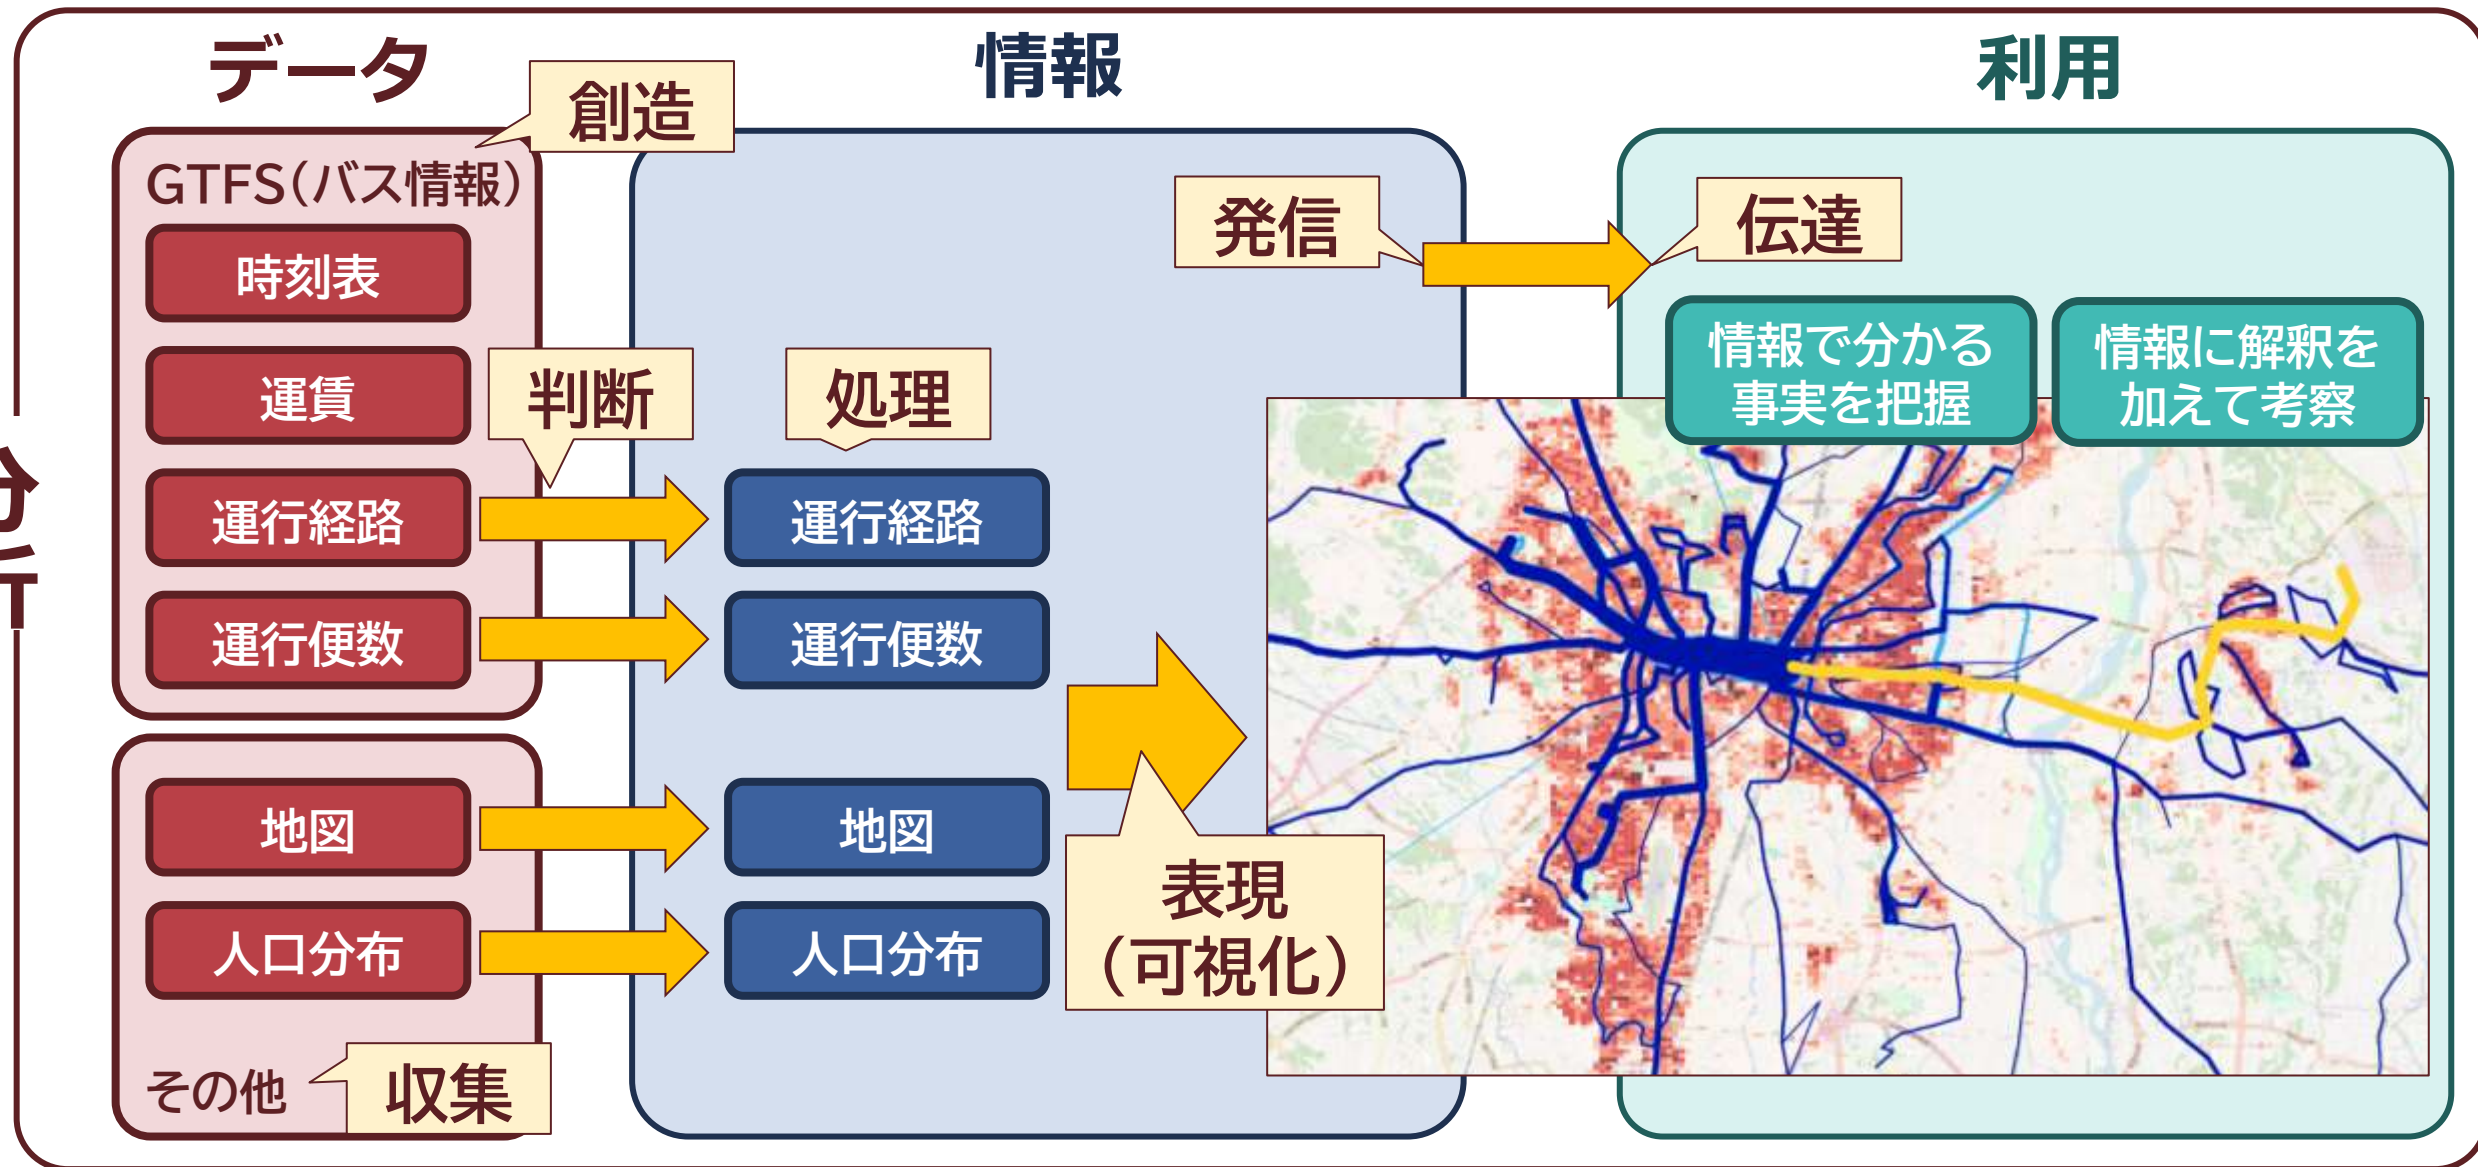 データ
情報
利用
創造
GTFS（バス情報）
時刻表
運賃
運行経路
運行便数
地図
人口分布
その他
収集
判断
処理
運行経路
運行便数
地図
人口分布
表現
（可視化）
発信
伝達
情報で分かる
事実を把握
情報に解釈を
加えて考察
分
析